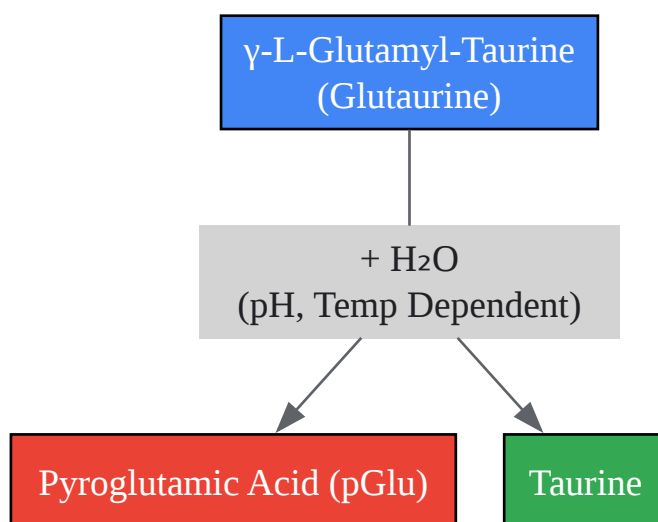 γ-L-Glutamyl-Taurine
(Glutaurine)
+ H₂O
(pH, Temp Dependent)
Pyroglutamic Acid (pGlu)
Taurine